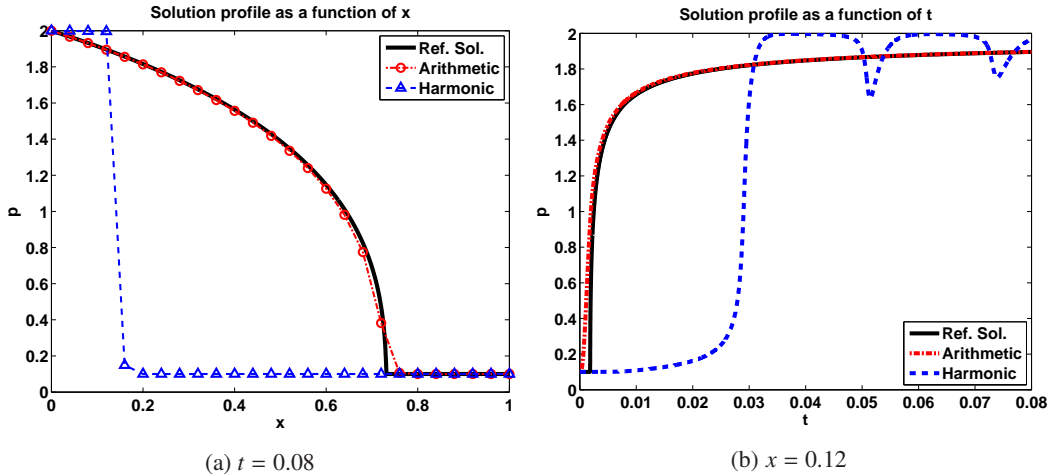 Solution profile as a function of x
2
1.8
1.6
1.4
1.2
1
0.8
0.6
0.4
0.2
0
p
0 0.2 0.4 0.6 0.8 1
x
Ref. Sol.
Arithmetic
Harmonic
(a) t = 0.08
Solution profile as a function of t
2
1.8
1.6
1.4
1.2
1
0.8
0.6
0.4
0.2
0
p
0 0.01 0.02 0.03 0.04 0.05 0.06 0.07 0.08
t
Ref. Sol.
Arithmetic
Harmonic
(b) x = 0.12